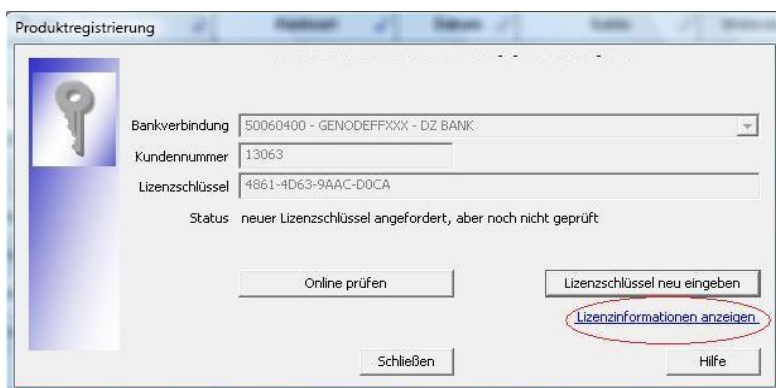 Produktregistrierung
Bankverbindung 50060400 - GENODEFFXXX - DZ BANK
Kundennummer 13063
Lizenzschlüssel 4861-4D63-9AAC-D0CA
Status neuer Lizenzschlüssel angefordert, aber noch nicht geprüft
Online prüfen Lizenzschlüssel neu eingeben
Lizenzinformationen anzeigen
Schließen Hilfe